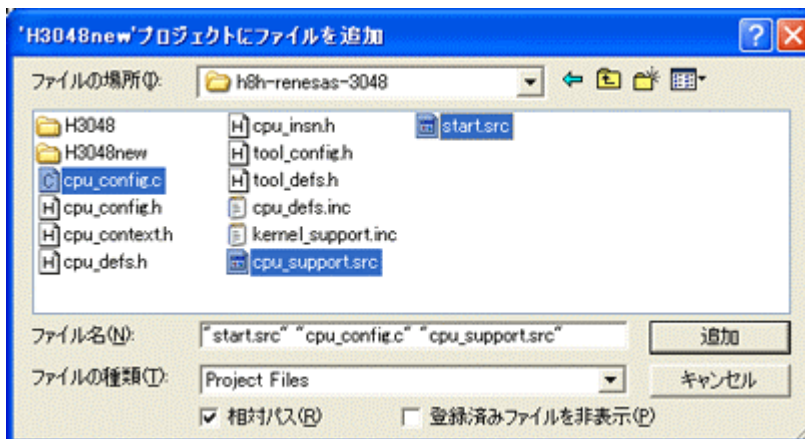 'H3048new'プロジェクトにファイルを追加
ファイルの場所(I): h8h-renesas-3048
H3048 cpu_insn.h start.src
H3048new tool_config.h
cpu_config.c tool_defs.h
cpu_config.h cpu_defs.inc
cpu_context.h kernel_support.inc
cpu_defs.h cpu_support.src
ファイル名(N): "start.src" "cpu_config.c" "cpu_support.src" 追加
ファイルの種類(T): Project Files キャンセル
相対パス(R) 登録済みファイルを非表示(P)